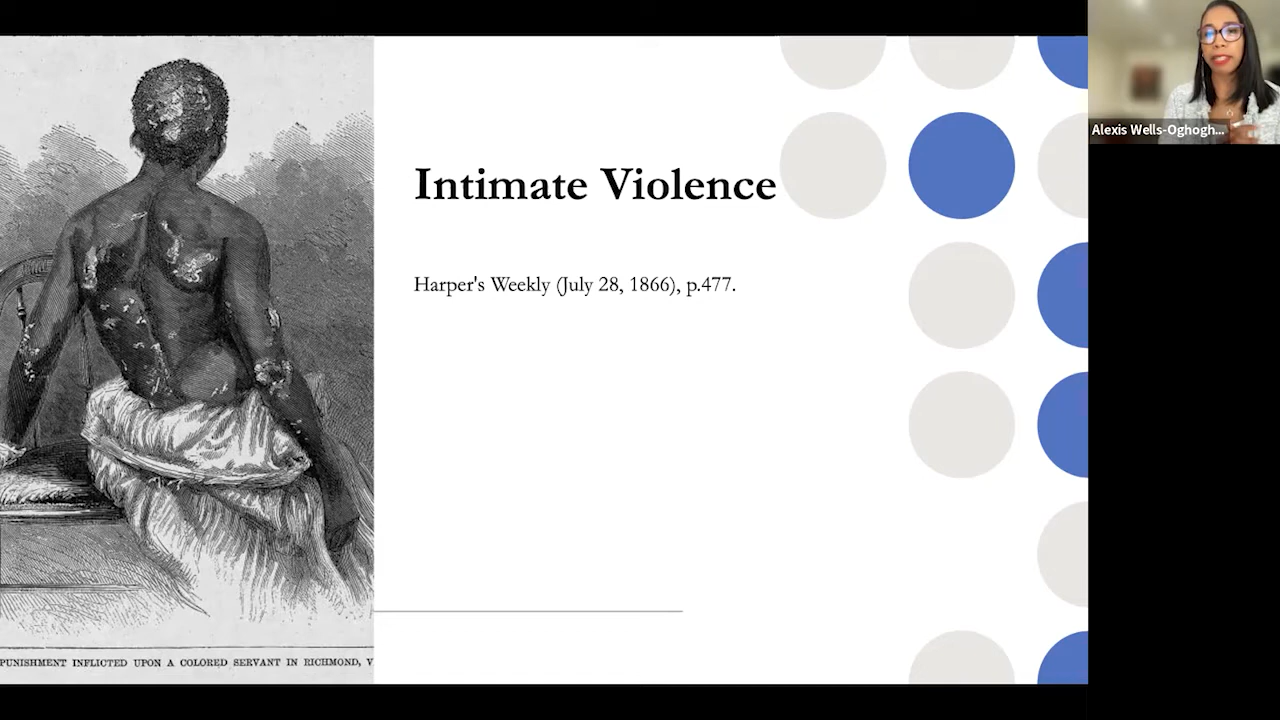 Intimate Violence
Harper's Weekly (July 28, 1866), p.477.
PUNISHMENT INFLICTED UPON A COLORED SERVANT IN RICHMOND, V
Alexis Wells-Oghogh...